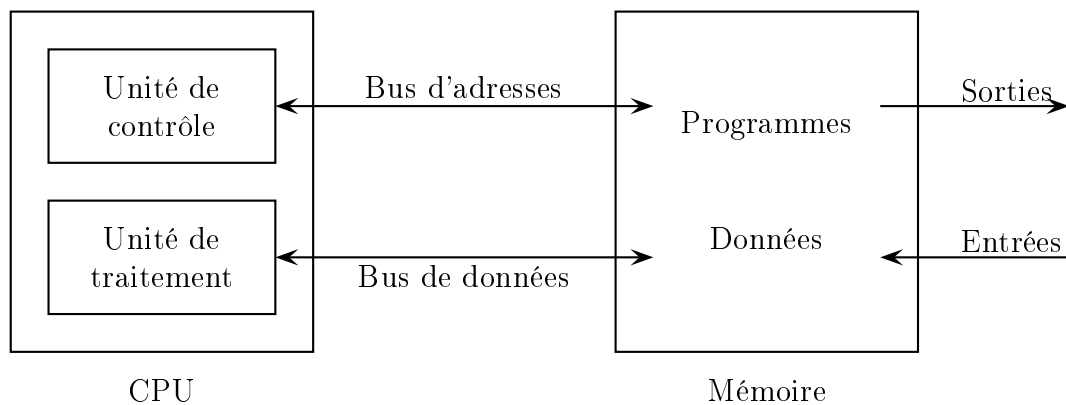 Unité de
contrôle
Bus d'adresses
Programmes
Sorties
Unité de
traitement
Bus de données
Données
Entrées
CPU
Mémoire